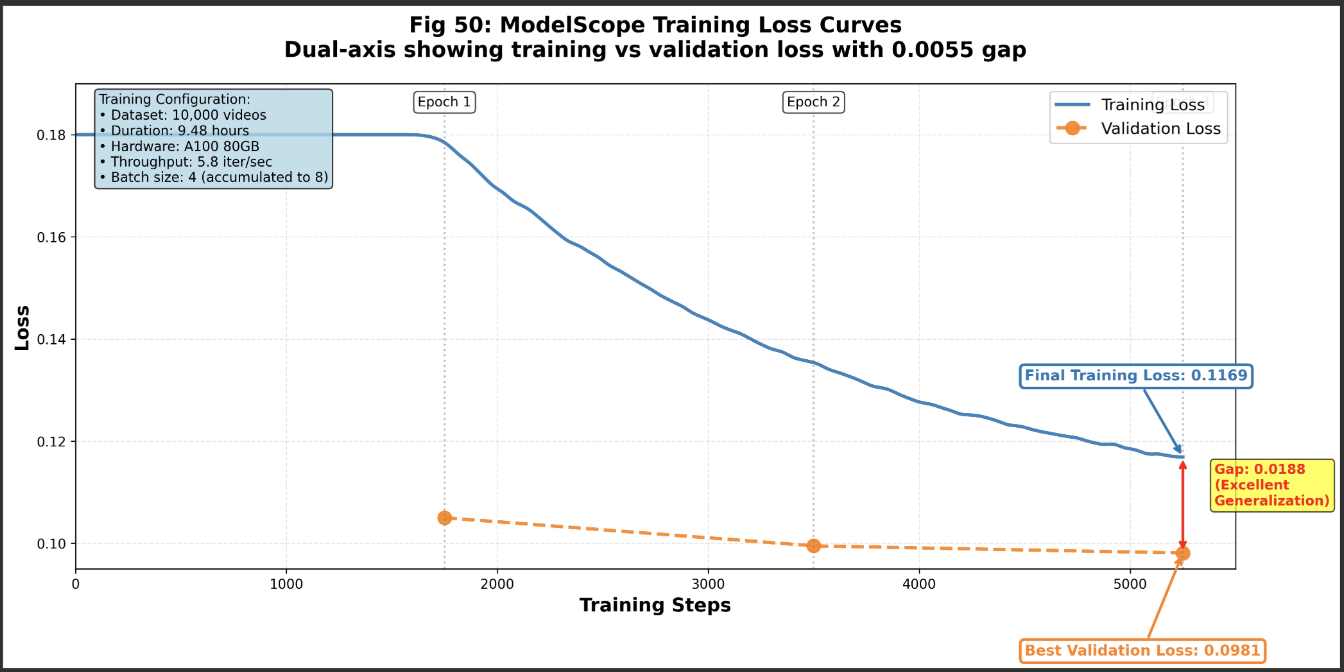 Fig 50: ModelScope Training Loss Curves
Dual-axis showing training vs validation loss with 0.0055 gap
Training Configuration:
• Dataset: 10,000 videos
• Duration: 9.48 hours
• Hardware: A100 80GB
• Throughput: 5.8 iter/sec
• Batch size: 4 (accumulated to 8)
Epoch 1
Epoch 2
Training Loss
Validation Loss
0.18
0.16
0.14
0.12
0.10
Loss
Final Training Loss: 0.1169
Gap: 0.0188
(Excellent
Generalization)
0
1000
2000
3000
4000
5000
Training Steps
Best Validation Loss: 0.0981